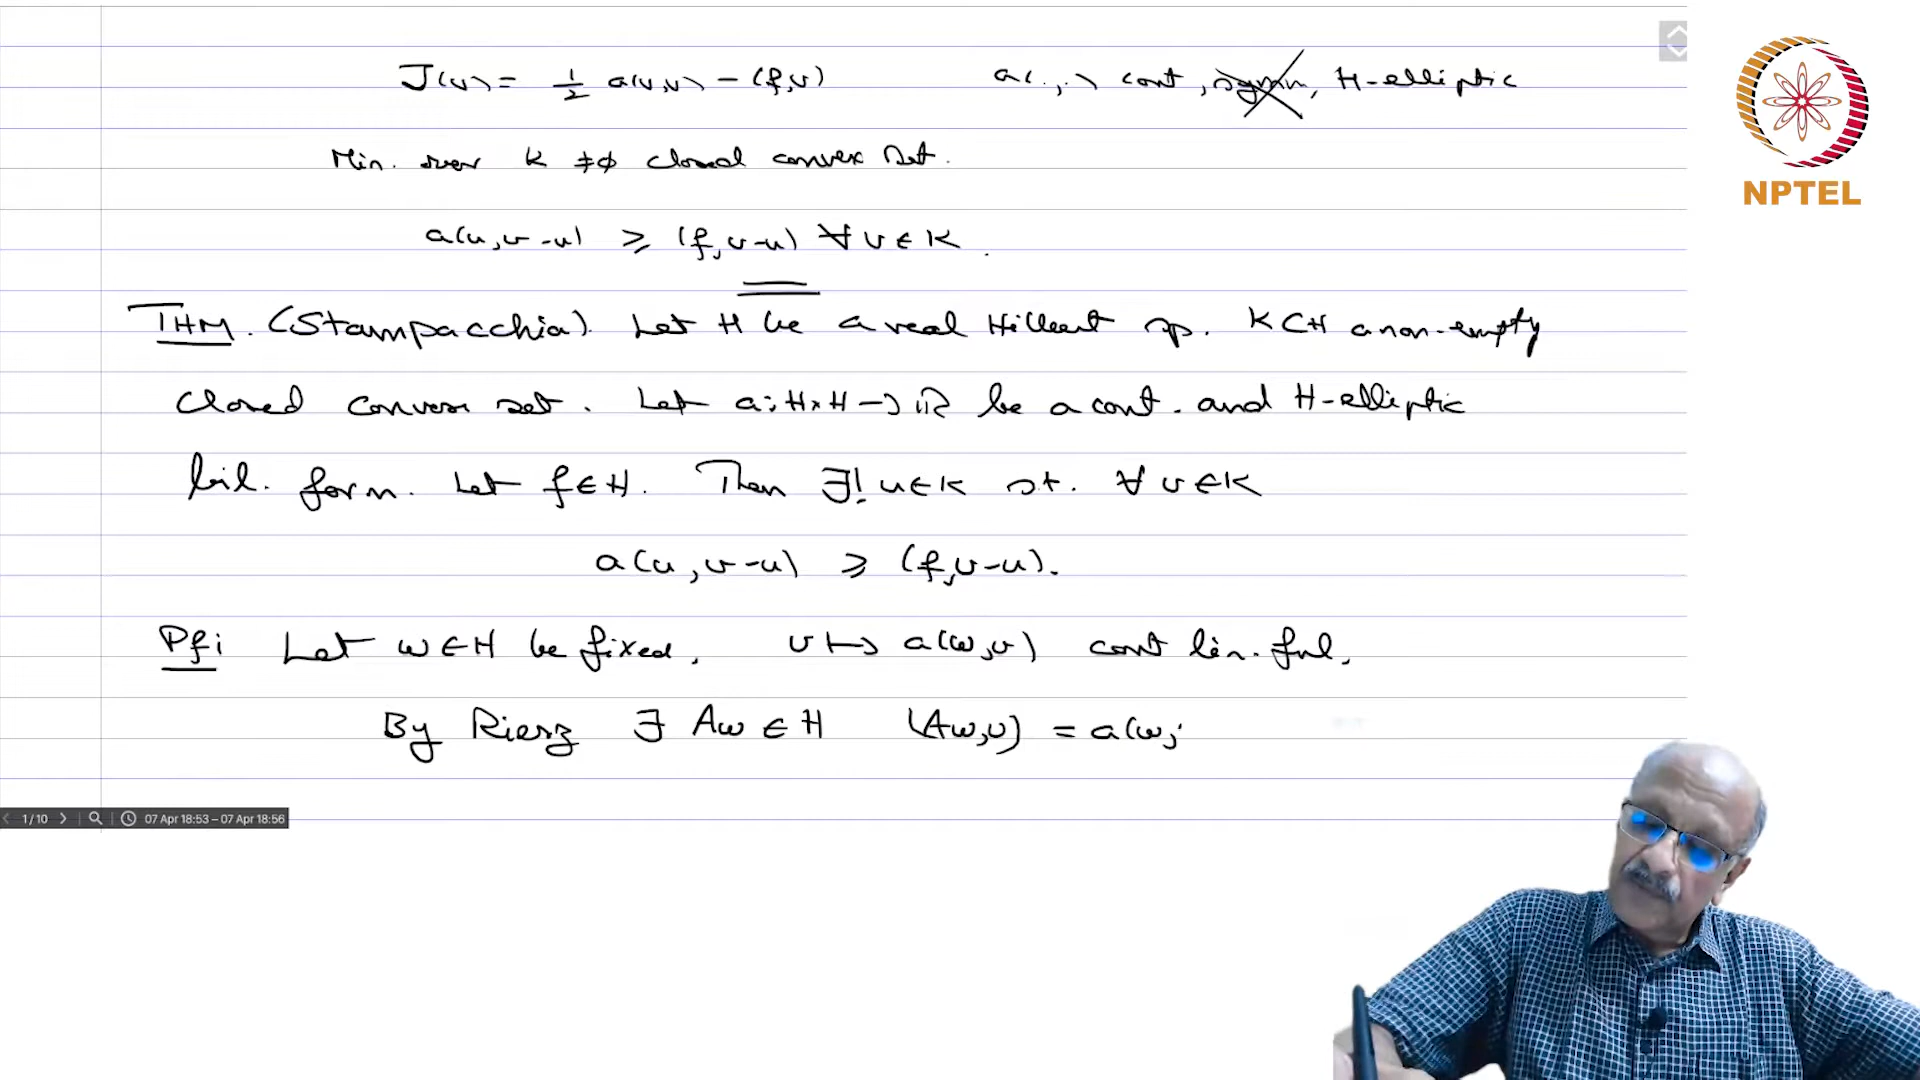 J(v) = 1/2 a(v,v) - (f,v) a(.,.) cont, symm, H-elliptic
Min. over K ≠ φ closed convex set.
a(u,v-u) ≥ (f,v-u) ∀ v ∈ K.
THM. (Stampacchia). Let H be a real Hilbert sp. K ⊂ H a non-empty
closed convex set. Let a: H×H → ℝ be a cont. and H-elliptic
bil. form. Let f ∈ H. Then ∃! u ∈ K s.t. ∀ v ∈ K
a(u,v-u) ≥ (f,v-u).
Pf: Let w ∈ H be fixed. v ↦ a(w,v) cont lin. fnl.
By Riesz ∃ Aw ∈ H (Aw,v) = a(w,
NPTEL
1/10 07 Apr 18:53 – 07 Apr 18:56